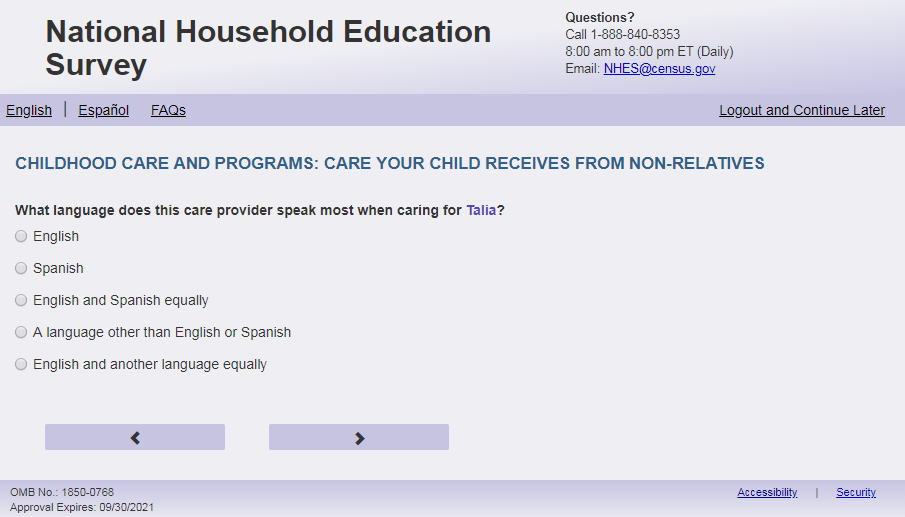 National Household Education
Survey
Questions?
Call 1-888-840-8353
8:00 am to 8:00 pm ET (Daily)
Email: NHES@census.gov
English | Español FAQs Logout and Continue Later
CHILDHOOD CARE AND PROGRAMS: CARE YOUR CHILD RECEIVES FROM NON-RELATIVES
What language does this care provider speak most when caring for Talia?
English
Spanish
English and Spanish equally
A language other than English or Spanish
English and another language equally
OMB No.: 1850-0768
Approval Expires: 09/30/2021
Accessibility | Security